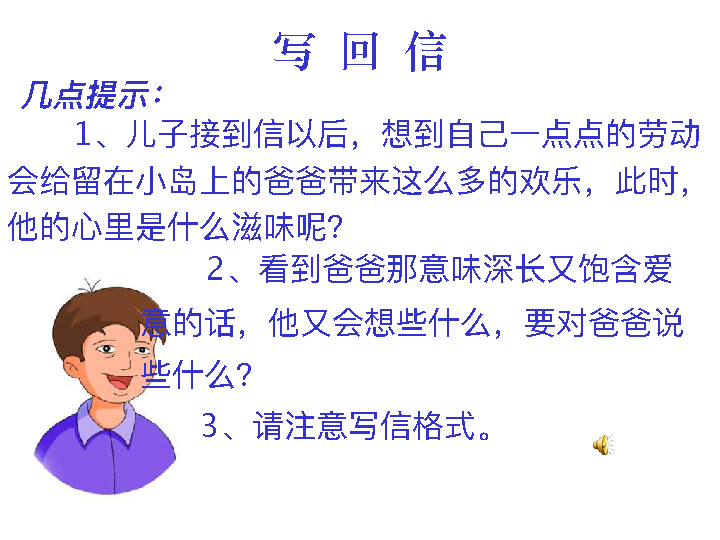 写 回 信
几点提示：
1、儿子接到信以后，想到自己一点点的劳动
会给留在小岛上的爸爸带来这么多的欢乐，此时，
他的心里是什么滋味呢？
2、看到爸爸那意味深长又饱含爱
意的话，他又会想些什么，要对爸爸说
些什么？
3、请注意写信格式。